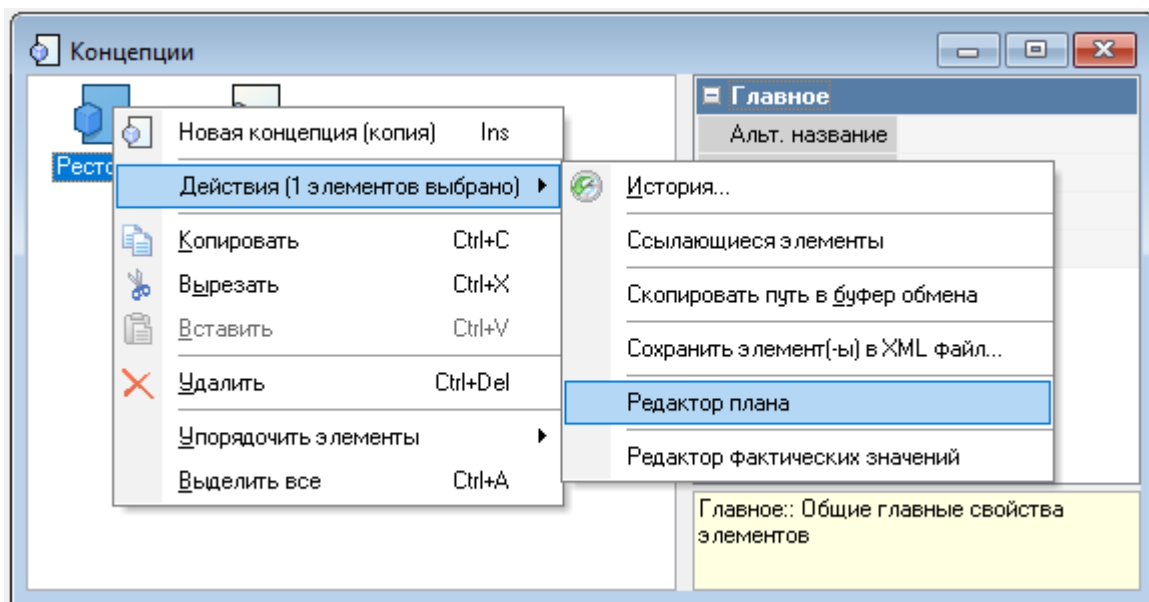 Концепции
Главное
Альт. название
Новая концепция (копия) Ins
Действия (1 элементов выбрано)
История...
Копировать Ctrl+C
Ссылающиеся элементы
Вырезать Ctrl+X
Скопировать путь в буфер обмена
Вставить Ctrl+V
Сохранить элемент(-ы) в XML файл...
Удалить Ctrl+Del
Редактор плана
Упорядочить элементы
Редактор фактических значений
Выделить все Ctrl+A
Главное:: Общие главные свойства
элементов